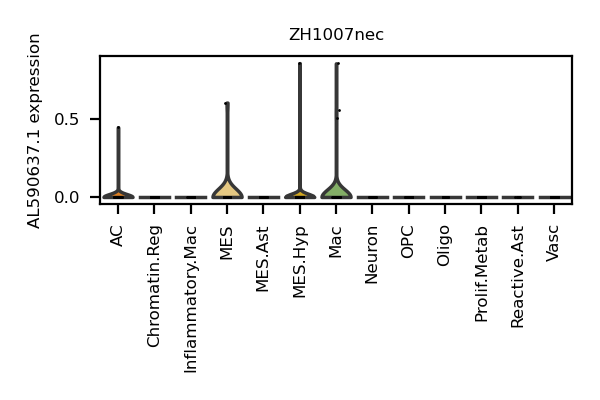 ZH1007nec
AL590637.1 expression
0.5
0.0
AC
Chromatin.Reg
Inflammatory.Mac
MES
MES.Ast
MES.Hyp
Mac
Neuron
OPC
Oligo
Prolif.Metab
Reactive.Ast
Vasc